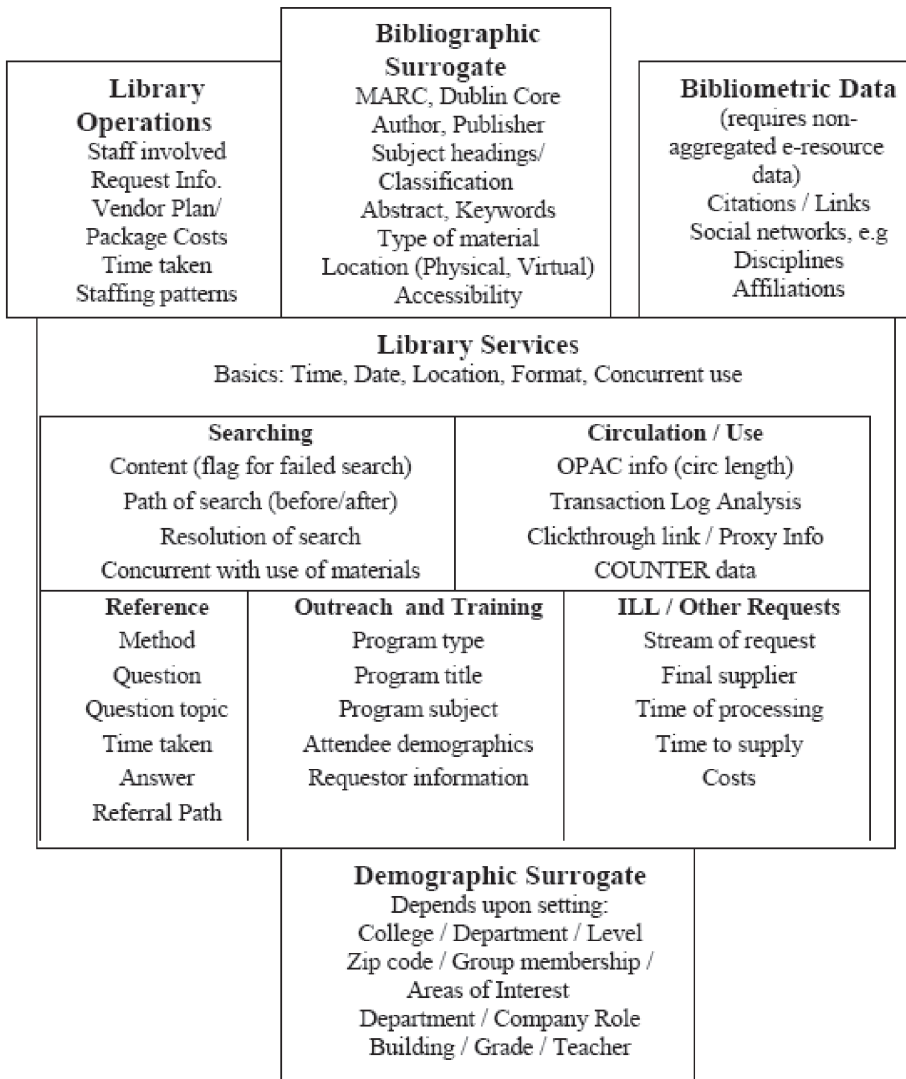 Library
Operations
Staff involved
Request Info.
Vendor Plan/
Package Costs
Time taken
Staffing patterns
Bibliographic
Surrogate
MARC, Dublin Core
Author, Publisher
Subject headings/
Classification
Abstract, Keywords
Type of material
Location (Physical, Virtual)
Accessibility
Bibliometric Data
(requires non-
aggregated e-resource
data)
Citations / Links
Social networks, e.g
Disciplines
Affiliations
Library Services
Basics: Time, Date, Location, Format, Concurrent use
Searching
Content (flag for failed search)
Path of search (before/after)
Resolution of search
Concurrent with use of materials
Circulation / Use
OPAC info (circ length)
Transaction Log Analysis
Clickthrough link / Proxy Info
COUNTER data
Reference
Method
Question
Question topic
Time taken
Answer
Referral Path
Outreach and Training
Program type
Program title
Program subject
Attendee demographics
Requestor information
ILL / Other Requests
Stream of request
Final supplier
Time of processing
Time to supply
Costs
Demographic Surrogate
Depends upon setting:
College / Department / Level
Zip code / Group membership /
Areas of Interest
Department / Company Role
Building / Grade / Teacher